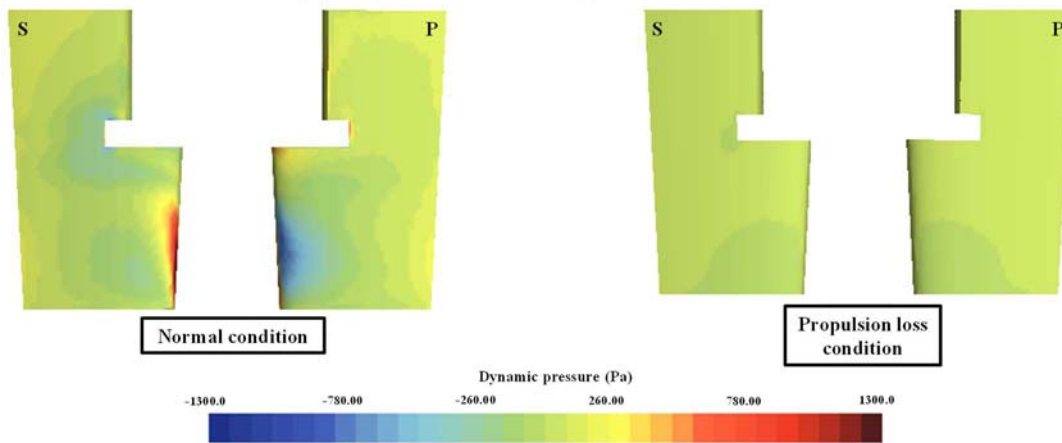 S P S P
Normal condition
Propulsion loss
condition
Dynamic pressure (Pa)
-1300.0 -780.00 -260.00 260.00 780.00 1300.0